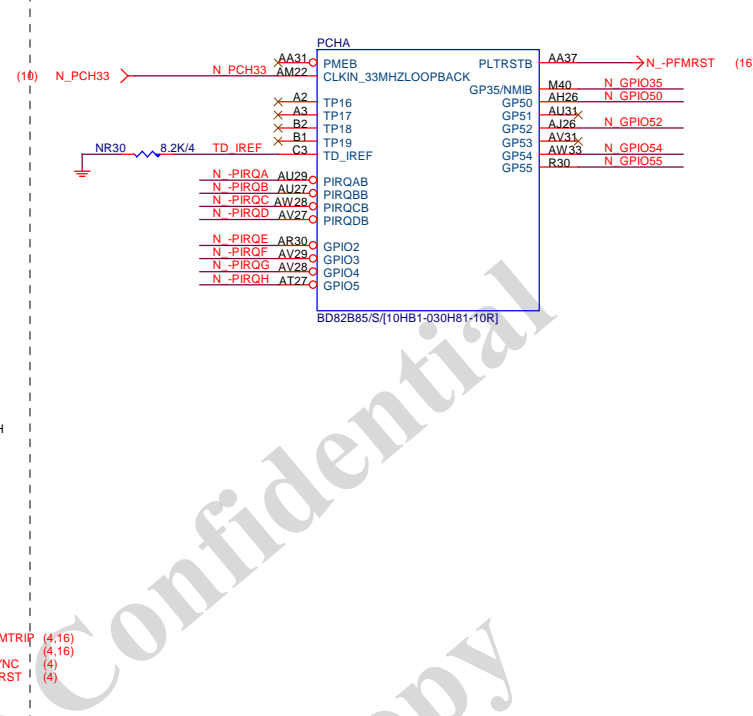 PCHA
AA31 PMEB PLTRSTB AA37 N_-PFMRST (16
(10) N_PCH33 N_PCH33 AM22 CLKIN_33MHZLOOPBACK
GP35/NMIB M40 N_GPIO35
A2 TP16 GP50 AH26 N_GPIO50
A3 TP17 GP51 AU31
B2 TP18 GP52 AJ26 N_GPIO52
B1 TP19 GP53 AV31
NR30 8.2K/4 TD_IREF C3 TD_IREF GP54 AW33 N_GPIO54
GP55 R30 N_GPIO55
N_-PIRQA AU29 PIRQAB
N_-PIRQB AU27 PIRQBB
N_-PIRQC AW28 PIRQCB
N_-PIRQD AV27 PIRQDB
N_-PIRQE AR30 GPIO2
N_-PIRQF AV29 GPIO3
N_-PIRQG AV28 GPIO4
N_-PIRQH AT27 GPIO5
BD82B85/S/[10HB1-030H81-10R]
H
MTRIP (4,16)
(4,16)
YNC (4)
RST (4)
Confidential
opy